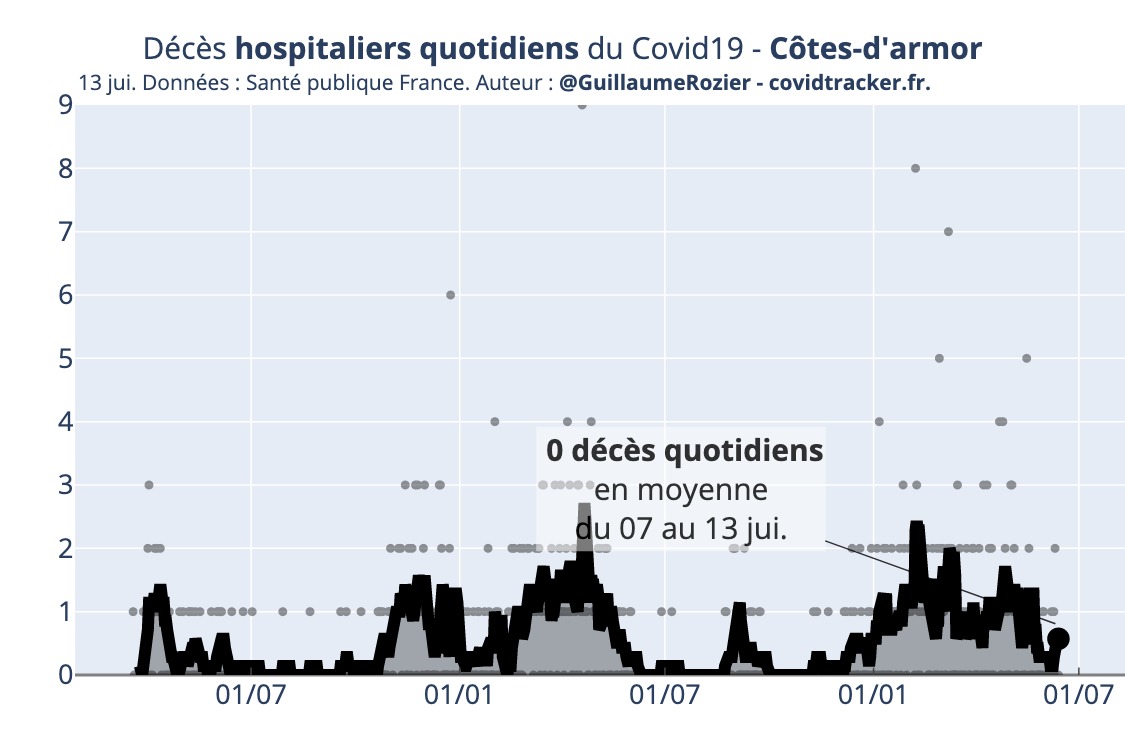 Décès hospitaliers quotidiens du Covid19 - Côtes-d'armor
13 jui. Données : Santé publique France. Auteur : @GuillaumeRozier - covidtracker.fr.
9
8
7
6
5
4
3
2
1
0
0 décès quotidiens
en moyenne
du 07 au 13 jui.
01/07 01/01 01/07 01/01 01/07